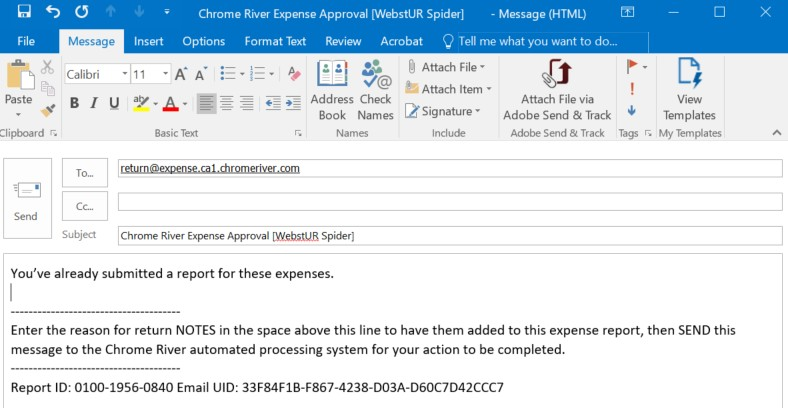 Chrome River Expense Approval [WebstUR Spider] - Message (HTML)
File Message Insert Options Format Text Review Acrobat Tell me what you want to do...
Paste
Clipboard
Calibri 11 A A
B I U ab A
Basic Text
Address Book
Check Names
Names
Attach File
Attach Item
Signature
Include
Attach File via
Adobe Send & Track
Adobe Send & Track
Tags
View
Templates
My Templates
Send
To... return@expense.ca1.chromeriver.com
Cc...
Subject Chrome River Expense Approval [WebstUR Spider]
You've already submitted a report for these expenses.
--------------------------------------
Enter the reason for return NOTES in the space above this line to have them added to this expense report, then SEND this
message to the Chrome River automated processing system for your action to be completed.
--------------------------------------
Report ID: 0100-1956-0840 Email UID: 33F84F1B-F867-4238-D03A-D60C7D42CCC7